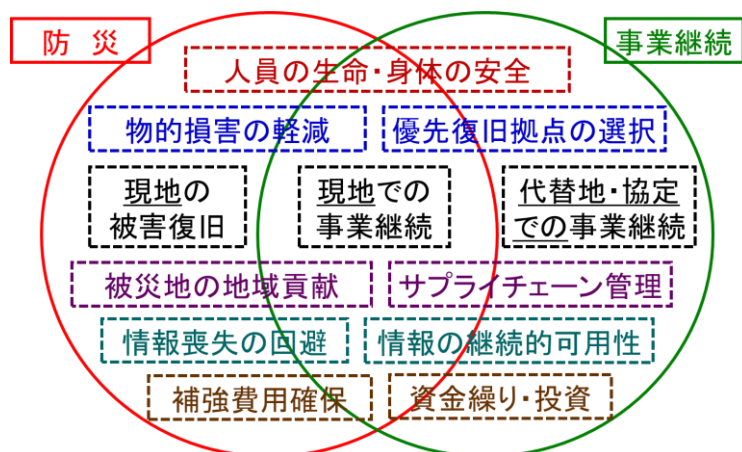 防 災
事業継続
人員の生命・身体の安全
物的損害の軽減
優先復旧拠点の選択
現地の
被害復旧
現地での
事業継続
代替地・協定
での事業継続
被災地の地域貢献
サプライチェーン管理
情報喪失の回避
情報の継続的可用性
補強費用確保
資金繰り・投資